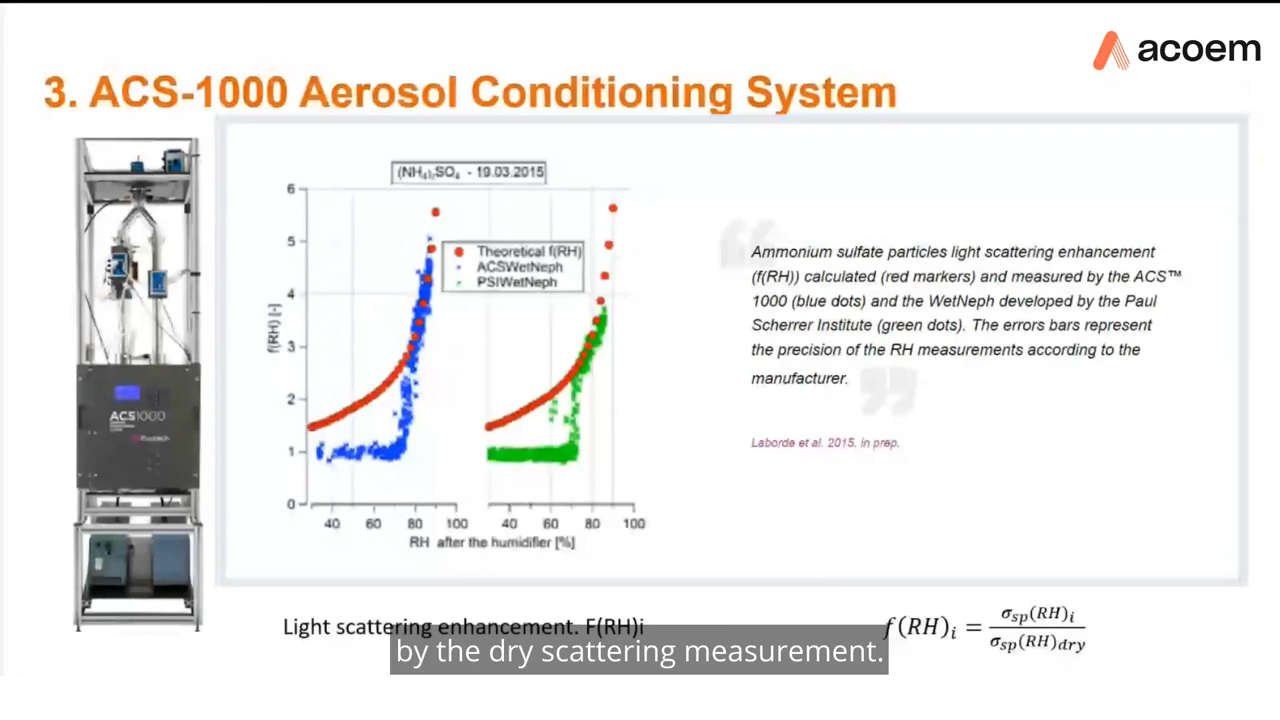 acoem
3. ACS-1000 Aerosol Conditioning System
(NH₄)₂SO₄ - 19.03.2015
6
5
4
3
2
1
0
f(RH) [-]
Theoretical f(RH)
ACSWetNeph
PSIWetNeph
40 60 80 100 40 60 80 100
RH after the humidifier [%]
ACS1000
Ammonium sulfate particles light scattering enhancement
(f(RH)) calculated (red markers) and measured by the ACS™
1000 (blue dots) and the WetNeph developed by the Paul
Scherrer Institute (green dots). The errors bars represent
the precision of the RH measurements according to the
manufacturer.
Laborde et al. 2015, in prep.
Light scattering enhancement. F(RH)i
f(RH)ᵢ = σsp(RH)ᵢ / σsp(RH)dry
by the dry scattering measurement.